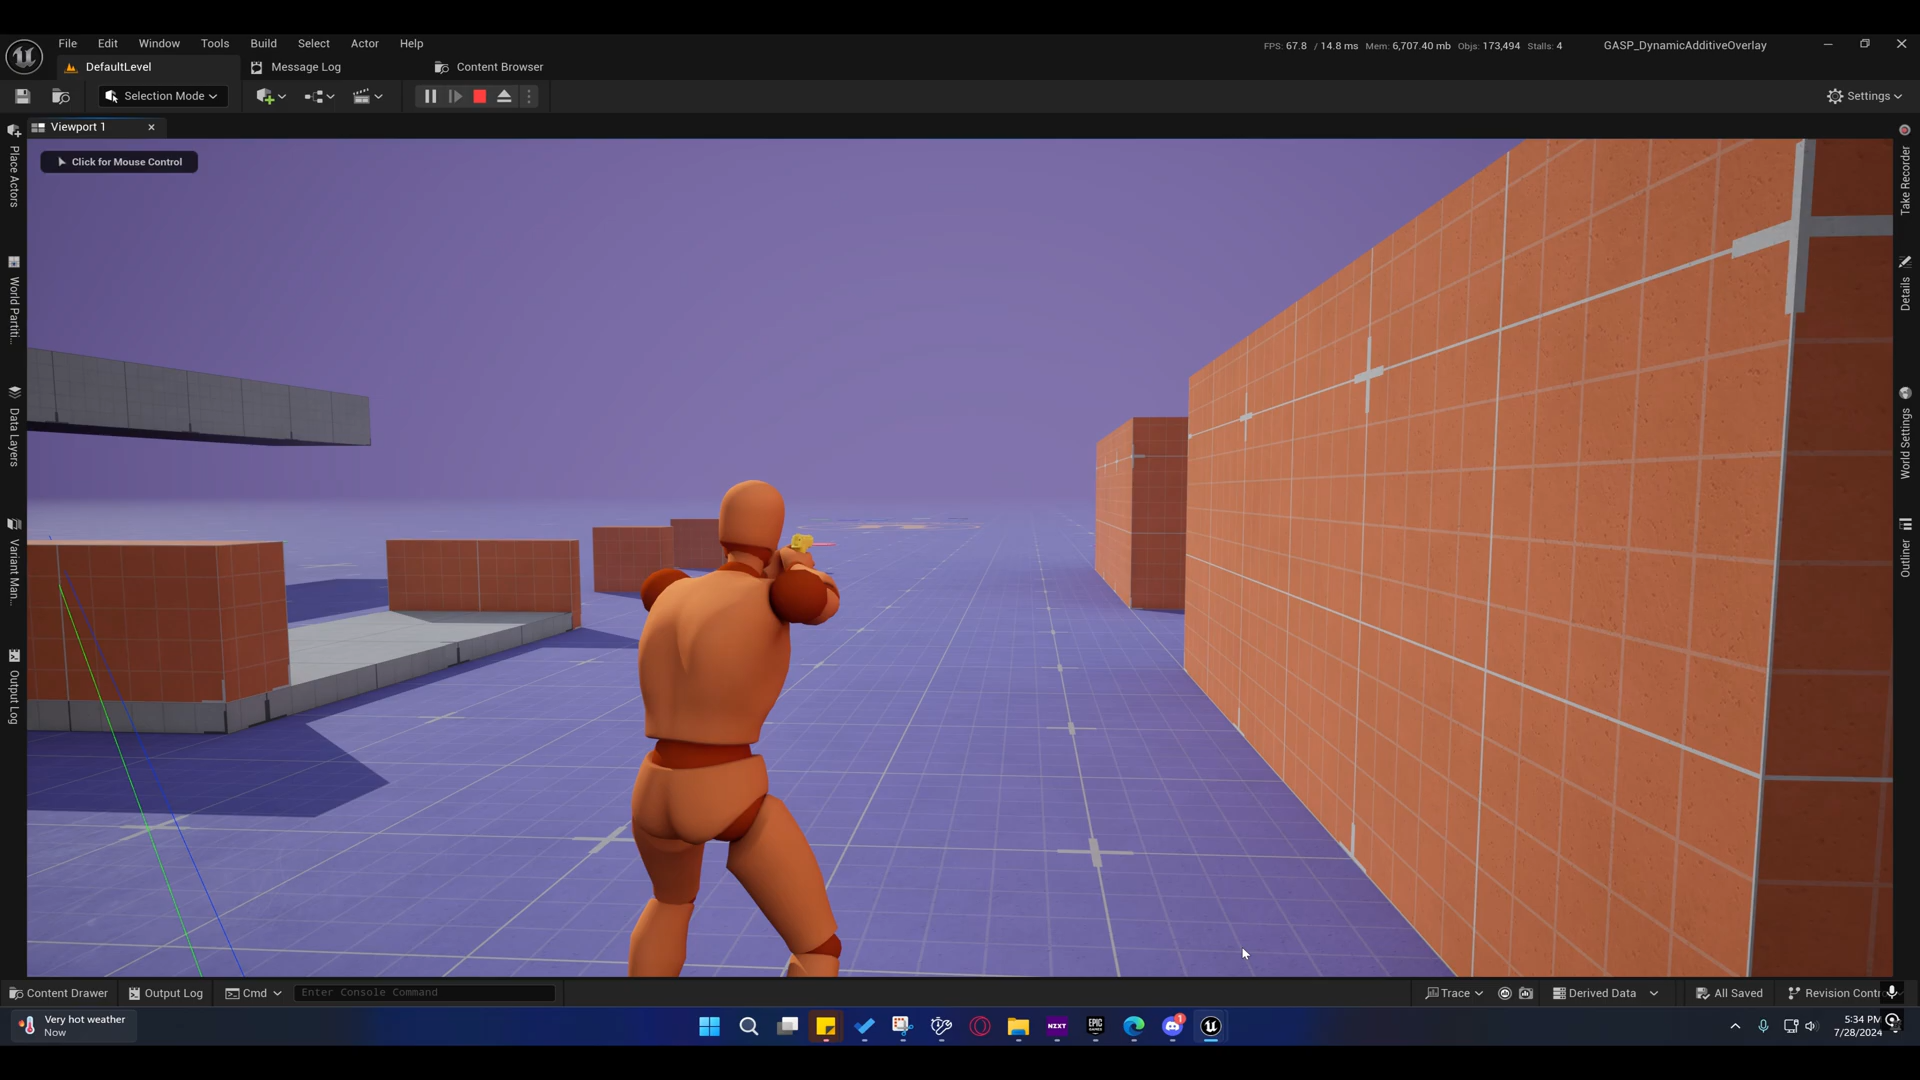 File Edit Window Tools Build Select Actor Help
FPS: 67.8 / 14.8 ms Mem: 6,707.40 mb Objs: 173,494 Stalls: 4
GASP_DynamicAdditiveOverlay
DefaultLevel
Message Log
Content Browser
Selection Mode
Settings
Viewport 1
Click for Mouse Control
Place Actors
World Partiti...
Data Layers
Variant Man...
Output Log
Take Recorder
Details
World Settings
Outliner
Content Drawer
Output Log
Cmd
Enter Console Command
Trace
Derived Data
All Saved
Revision Contr
Very hot weather
Now
NZXT
EPIC
GAMES
1
5:34 PM
7/28/2024